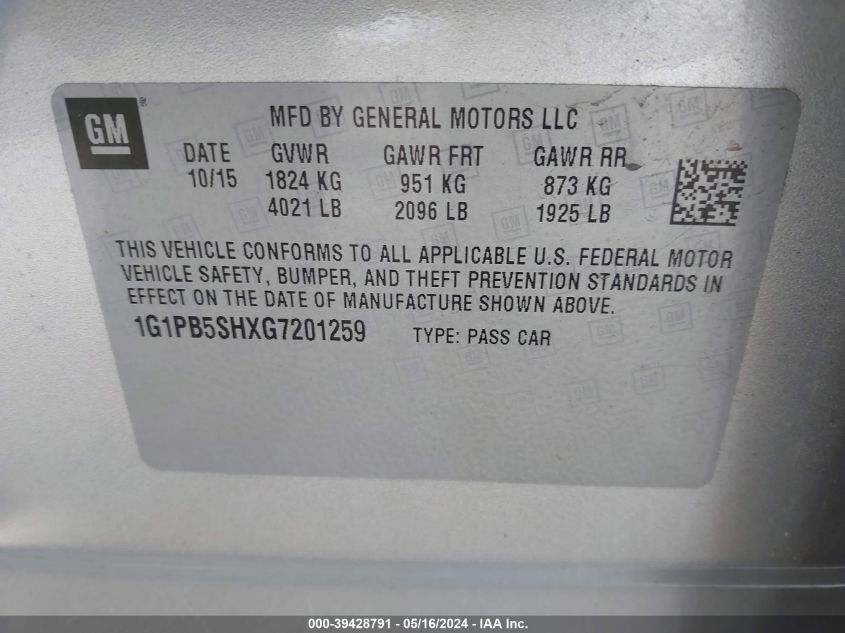 GM
MFD BY GENERAL MOTORS LLC
DATE GVWR GAWR FRT GAWR RR
10/15 1824 KG 951 KG 873 KG
4021 LB 2096 LB 1925 LB
THIS VEHICLE CONFORMS TO ALL APPLICABLE U.S. FEDERAL MOTOR
VEHICLE SAFETY, BUMPER, AND THEFT PREVENTION STANDARDS IN
EFFECT ON THE DATE OF MANUFACTURE SHOWN ABOVE.
1G1PB5SHXG7201259 TYPE: PASS CAR
000-39428791 - 05/16/2024 - IAA Inc.